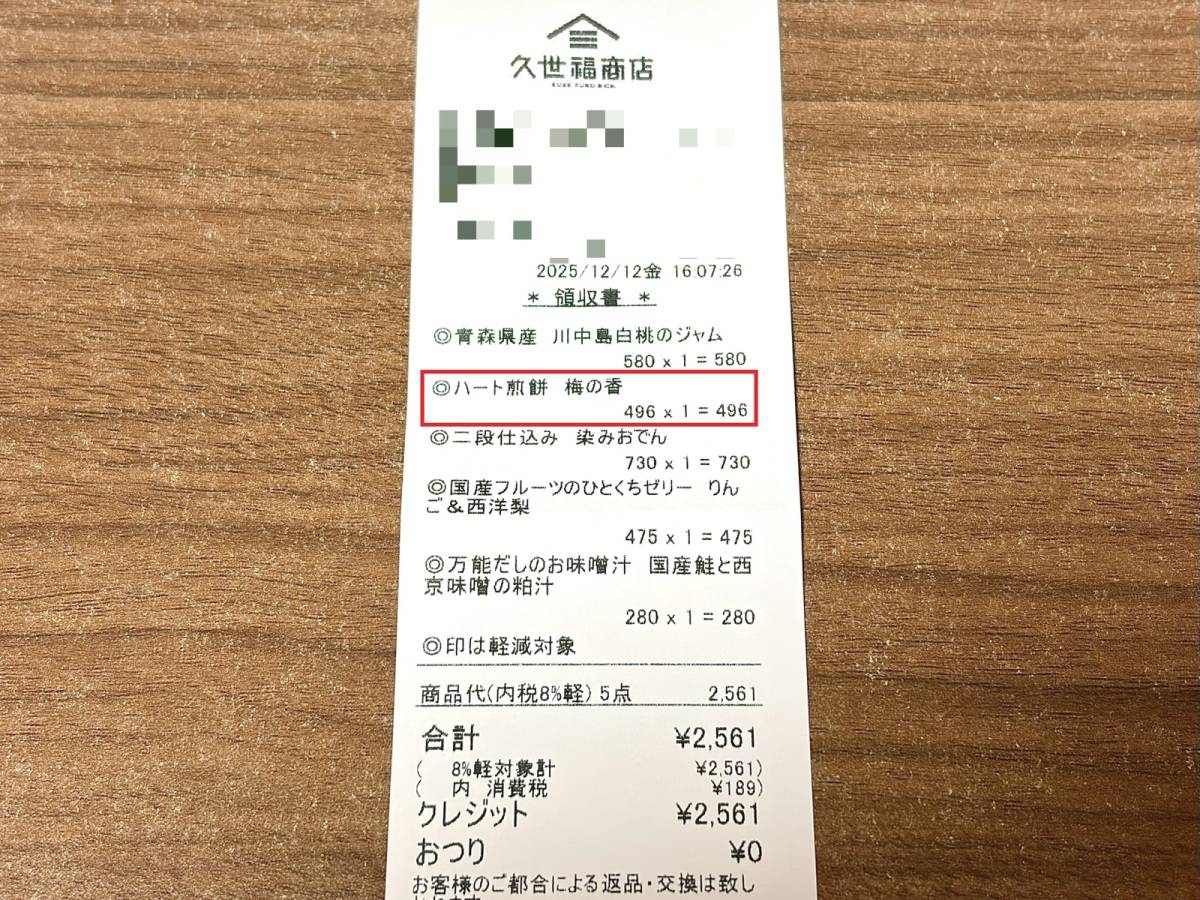 久世福商店
KUZE FUKU & CO.
2025/12/12金 16:07:26
* 領収書 *
◎青森県産 川中島白桃のジャム
580 x 1 = 580
◎ハート煎餅 梅の香
496 x 1 = 496
◎二段仕込み 染みおでん
730 x 1 = 730
◎国産フルーツのひとくちゼリー りん
ご&西洋梨
475 x 1 = 475
◎万能だしのお味噌汁 国産鮭と西
京味噌の粕汁
280 x 1 = 280
◎印は軽減対象
商品代(内税8%軽) 5点 2,561
合計 ¥2,561
( 8%軽対象計 ¥2,561)
( 内 消費税 ¥189)
クレジット ¥2,561
おつり ¥0
お客様のご都合による返品・交換は致し